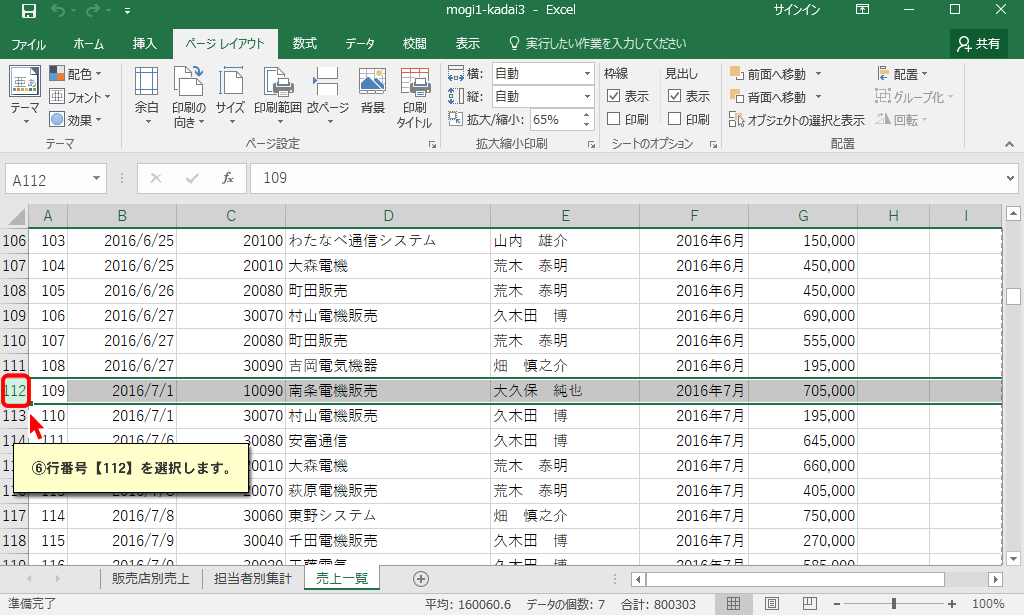 mogi1-kadai3 - Excel サインイン
ファイル ホーム 挿入 ページ レイアウト 数式 データ 校閲 表示 実行したい作業を入力してください 共有
配色 横: 自動 枠線 見出し 前面へ移動 配置
亜 フォント 縦: 自動 表示 表示 背面へ移動 グループ化
テーマ 効果 余白 印刷の向き サイズ 印刷範囲 改ページ 背景 印刷タイトル 拡大/縮小: 65% 印刷 印刷 オブジェクトの選択と表示 回転
テーマ ページ設定 拡大縮小印刷 シートのオプション 配置
A112 fx 109
A B C D E F G H I
106 103 2016/6/25 20100 わたなべ通信システム 山内 雄介 2016年6月 150,000
107 104 2016/6/25 20010 大森電機 荒木 泰明 2016年6月 450,000
108 105 2016/6/26 20080 町田販売 荒木 泰明 2016年6月 450,000
109 106 2016/6/27 30070 村山電機販売 久木田 博 2016年6月 690,000
110 107 2016/6/27 20080 町田販売 荒木 泰明 2016年6月 555,000
111 108 2016/6/27 30090 吉岡電気機器 畑 慎之介 2016年6月 195,000
112 109 2016/7/1 10090 南条電機販売 大久保 純也 2016年7月 705,000
113 110 2016/7/1 30070 村山電機販売 久木田 博 2016年7月 195,000
114 111 2016/7/6 30080 安富通信 久木田 博 2016年7月 645,000
20010 大森電機 荒木 泰明 2016年7月 660,000
⑥行番号【112】を選択します。
20070 萩原電機販売 荒木 泰明 2016年7月 405,000
117 114 2016/7/8 30060 東野システム 畑 慎之介 2016年7月 750,000
118 115 2016/7/9 30040 千田電機販売 久木田 博 2016年7月 270,000
販売店別売上 担当者別集計 売上一覧
準備完了 平均: 160060.6 データの個数: 7 合計: 800303 100%